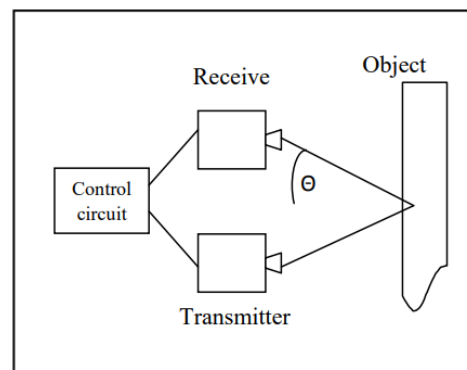 Receive
Object
Θ
Control
circuit
Transmitter